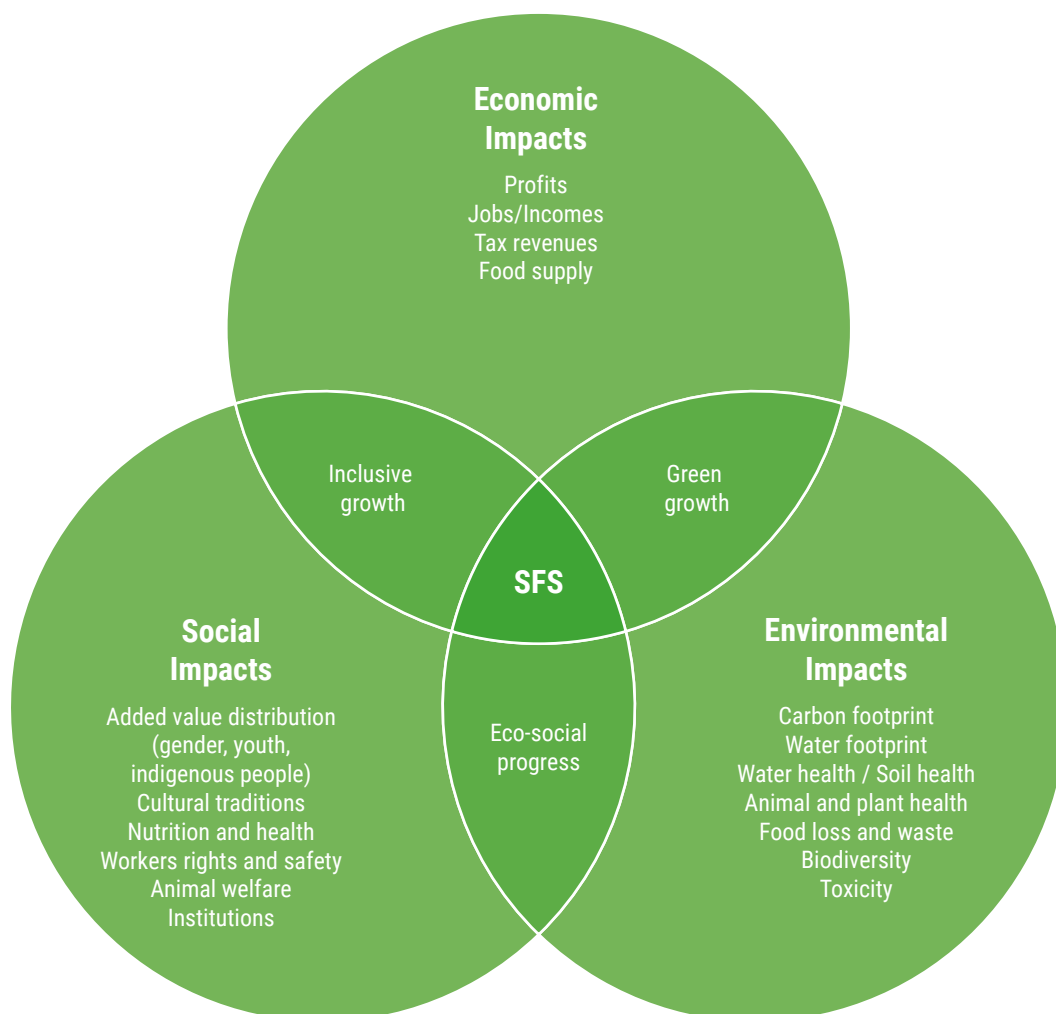 Economic
Impacts
Profits
Jobs/Incomes
Tax revenues
Food supply
Inclusive
growth
Green
growth
SFS
Social
Impacts
Added value distribution
(gender, youth,
indigenous people)
Cultural traditions
Nutrition and health
Workers rights and safety
Animal welfare
Institutions
Eco-social
progress
Environmental
Impacts
Carbon footprint
Water footprint
Water health / Soil health
Animal and plant health
Food loss and waste
Biodiversity
Toxicity